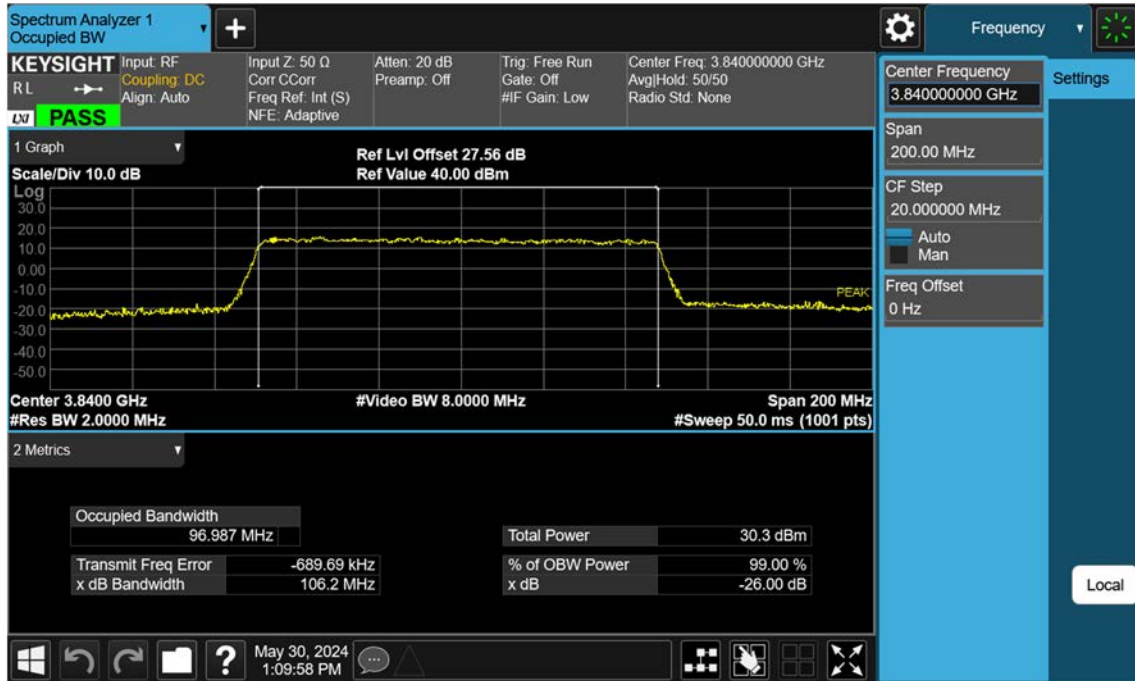 Spectrum Analyzer 1
Occupied BW
+
Frequency
KEYSIGHT
RL
LXI PASS
Input: RF
Coupling: DC
Align: Auto
Input Z: 50 Ω
Corr CCorr
Freq Ref: Int (S)
NFE: Adaptive
Atten: 20 dB
Preamp: Off
Trig: Free Run
Gate: Off
#IF Gain: Low
Center Freq: 3.840000000 GHz
Avg|Hold: 50/50
Radio Std: None
1 Graph
Scale/Div 10.0 dB
Ref Lvl Offset 27.56 dB
Ref Value 40.00 dBm
Log
30.0
20.0
10.0
0.00
-10.0
-20.0
-30.0
-40.0
-50.0
PEAK
Center 3.8400 GHz
#Video BW 8.0000 MHz
Span 200 MHz
#Res BW 2.0000 MHz
#Sweep 50.0 ms (1001 pts)
2 Metrics
Occupied Bandwidth
96.987 MHz
Total Power 30.3 dBm
Transmit Freq Error -689.69 kHz
% of OBW Power 99.00 %
x dB Bandwidth 106.2 MHz
x dB -26.00 dB
?
May 30, 2024
1:09:58 PM
Center Frequency
3.840000000 GHz
Settings
Span
200.00 MHz
CF Step
20.000000 MHz
Auto
Man
Freq Offset
0 Hz
Local